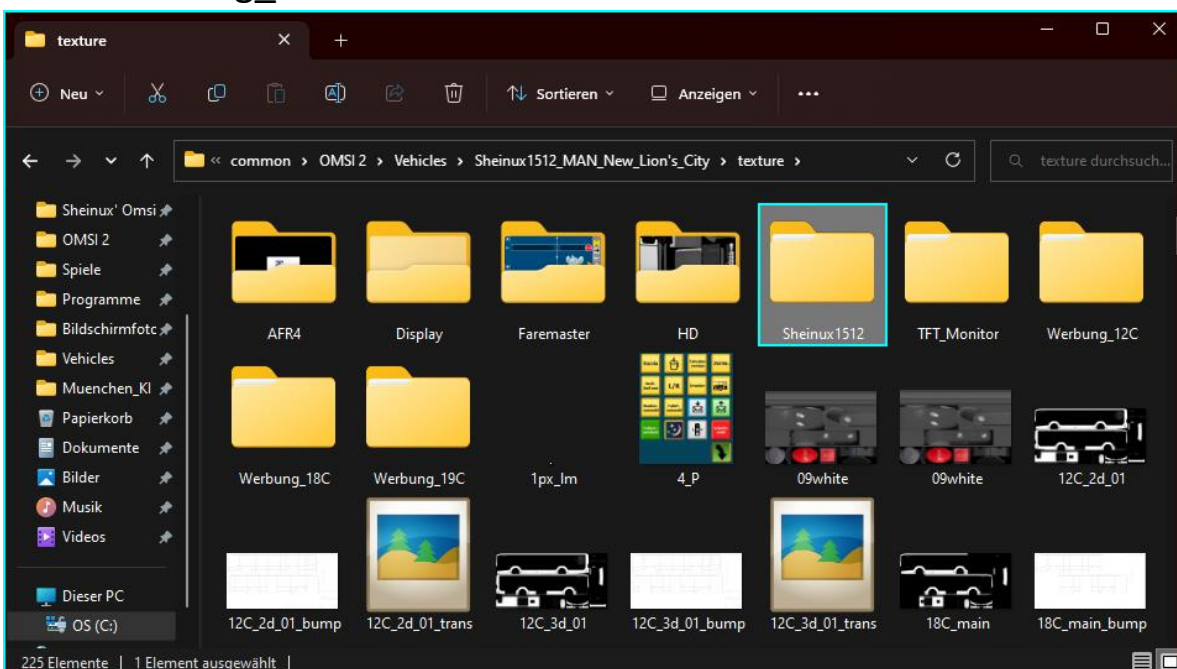 texture
Neu
Sortieren
Anzeigen
« common > OMSI 2 > Vehicles > Sheinux1512_MAN_New_Lion's_City > texture >
texture durchsuch...
Sheinux' Omsi
OMSI 2
Spiele
Programme
Bildschirmfotc
Vehicles
Muenchen_Kl
Papierkorb
Dokumente
Bilder
Musik
Videos
Dieser PC
OS (C:)
AFR4
Display
Faremaster
HD
Sheinux1512
TFT_Monitor
Werbung_12C
Werbung_18C
Werbung_19C
1px_lm
4_P
09white
09white
12C_2d_01
12C_2d_01_bump
12C_2d_01_trans
12C_3d_01
12C_3d_01_bump
12C_3d_01_trans
18C_main
18C_main_bump
225 Elemente | 1 Element ausgewählt |